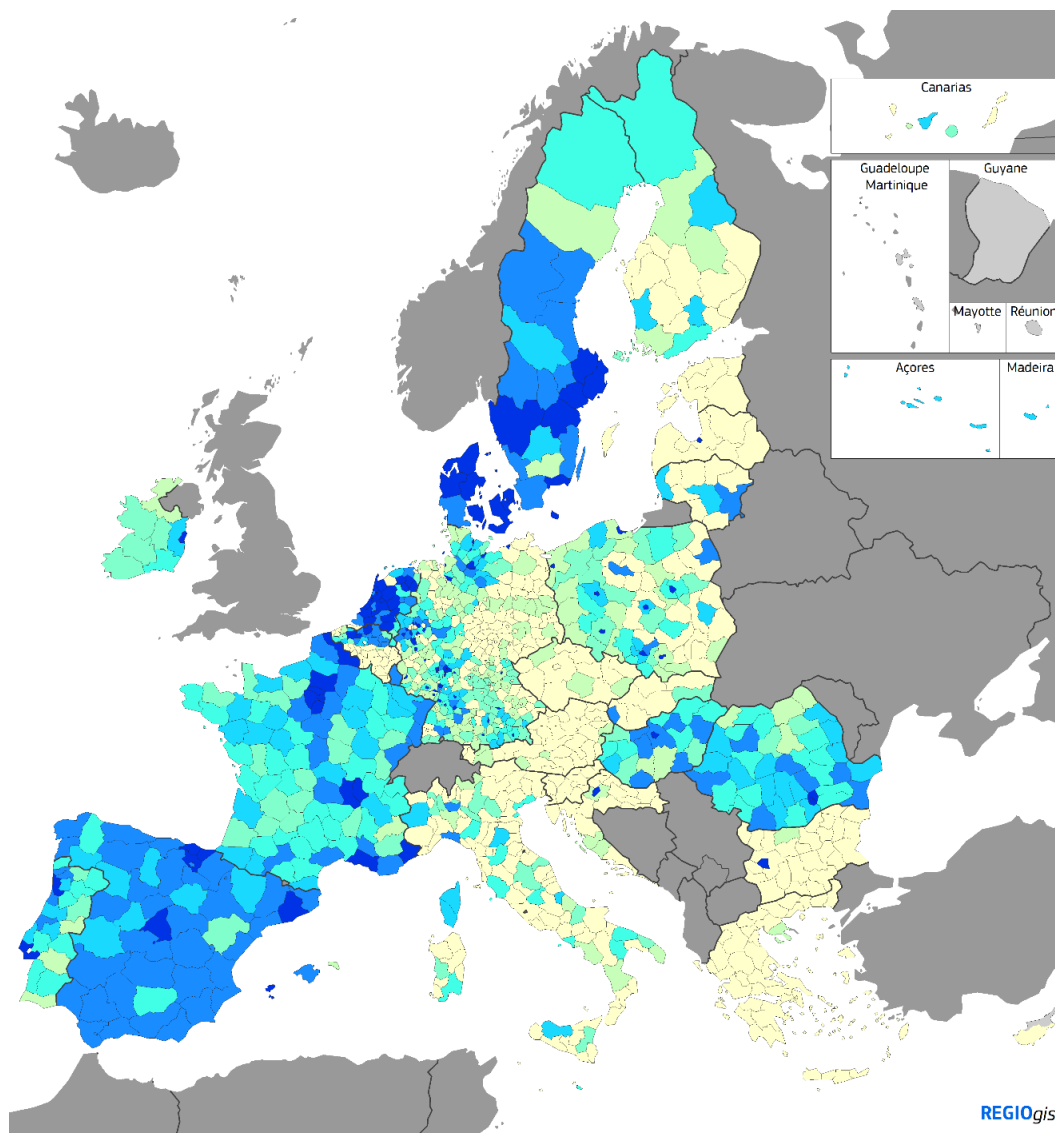 Canarias
Guadeloupe
Martinique
Guyane
Mayotte
Réunion
Açores
Madeira
REGIOgis